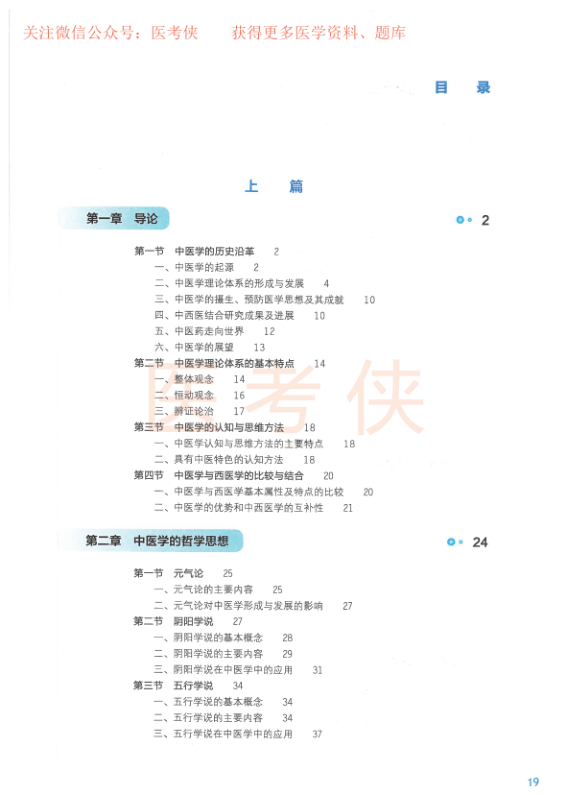 关注微信公众号：医考侠　　获得更多医学资料、题库
目　录
上　篇
第一章　导论　2
第一节　中医学的历史沿革　2
一、中医学的起源　2
二、中医学理论体系的形成与发展　4
三、中医学的摄生、预防医学思想及其成就　10
四、中西医结合研究成果及进展　10
五、中医药走向世界　12
六、中医学的展望　13
第二节　中医学理论体系的基本特点　14
一、整体观念　14
二、恒动观念　16
三、辨证论治　17
医考侠
第三节　中医学的认知与思维方法　18
一、中医学认知与思维方法的主要特点　18
二、具有中医特色的认知方法　18
第四节　中医学与西医学的比较与结合　20
一、中医学与西医学基本属性及特点的比较　20
二、中医学的优势和中西医学的互补性　21
第二章　中医学的哲学思想　24
第一节　元气论　25
一、元气论的主要内容　25
二、元气论对中医学形成与发展的影响　27
第二节　阴阳学说　27
一、阴阳学说的基本概念　28
二、阴阳学说的主要内容　29
三、阴阳学说在中医学中的应用　31
第三节　五行学说　34
一、五行学说的基本概念　34
二、五行学说的主要内容　34
三、五行学说在中医学中的应用　37
19